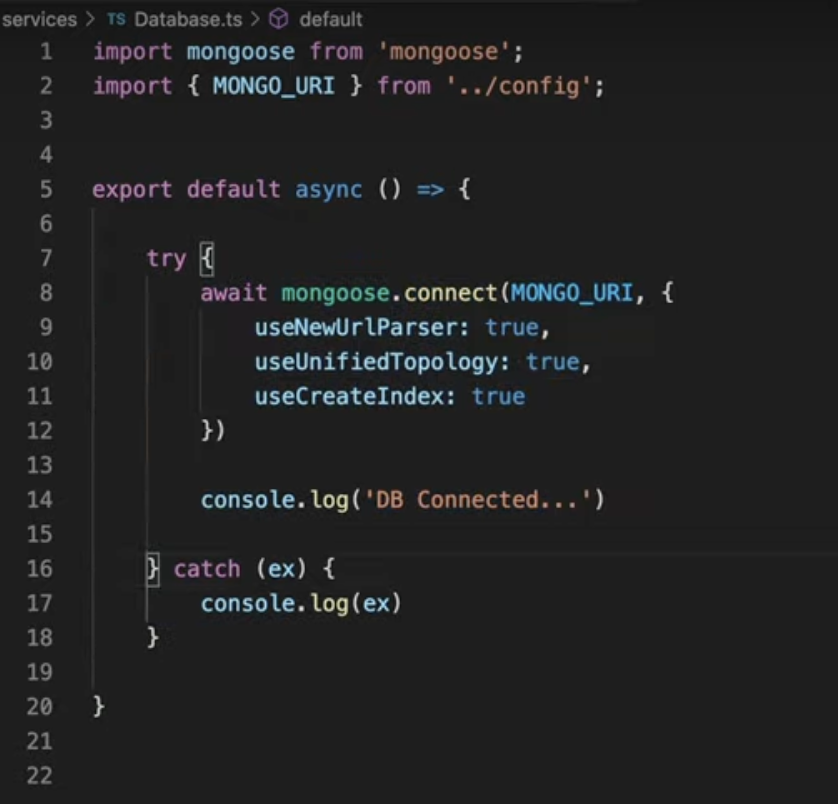 services > TS Database.ts > default
1 import mongoose from 'mongoose';
2 import { MONGO_URI } from '../config';
3
4
5 export default async () => {
6
7 try {
8 await mongoose.connect(MONGO_URI, {
9 useNewUrlParser: true,
10 useUnifiedTopology: true,
11 useCreateIndex: true
12 })
13
14 console.log('DB Connected...')
15
16 } catch (ex) {
17 console.log(ex)
18 }
19
20 }
21
22